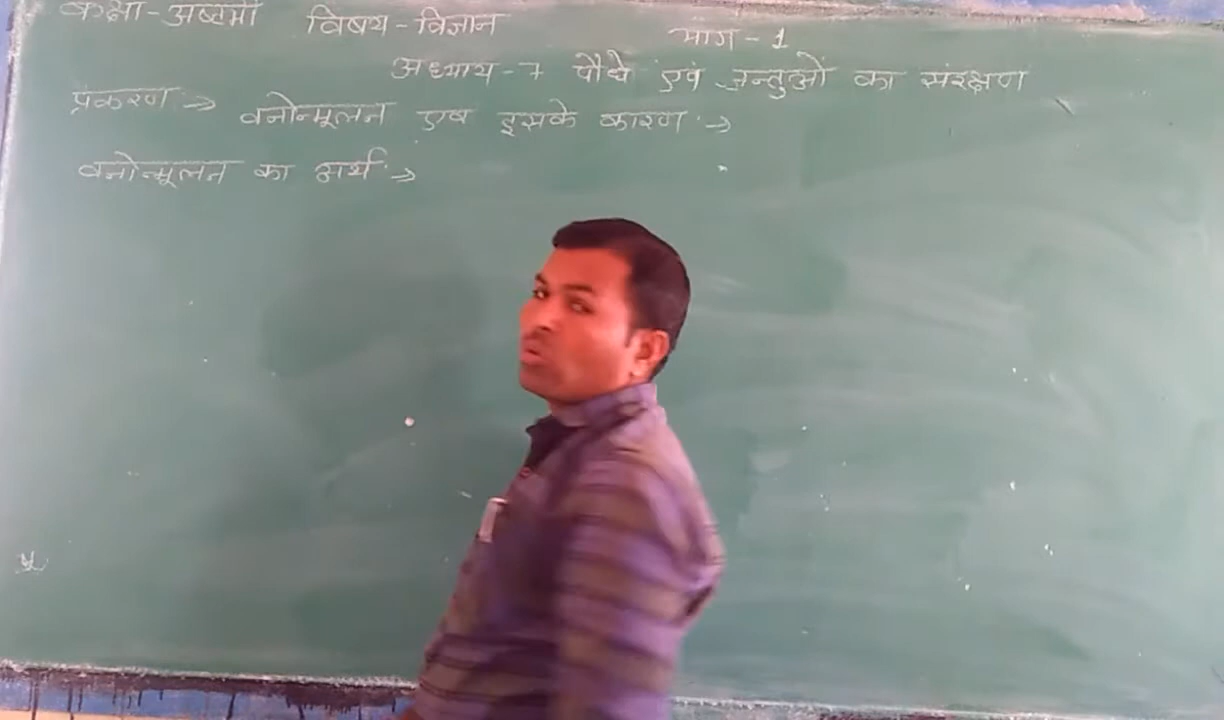 कक्षा-अष्टमी विषय-विज्ञान भाग-1
अध्याय-7 पौधे एवं जन्तुओं का संरक्षण
प्रकरण → वनोन्मूलन एवं इसके कारण :→
वनोन्मूलन का अर्थ :→